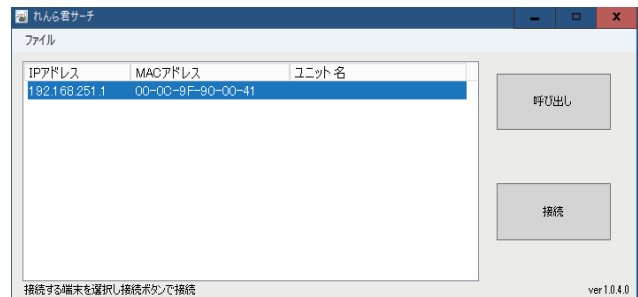 れんら君サーチ
ファイル
IPアドレス MACアドレス ユニット名
192.168.251.1 00-0C-9F-90-00-41
呼び出し
接続
接続する端末を選択し接続ボタンで接続
ver1.0.4.0